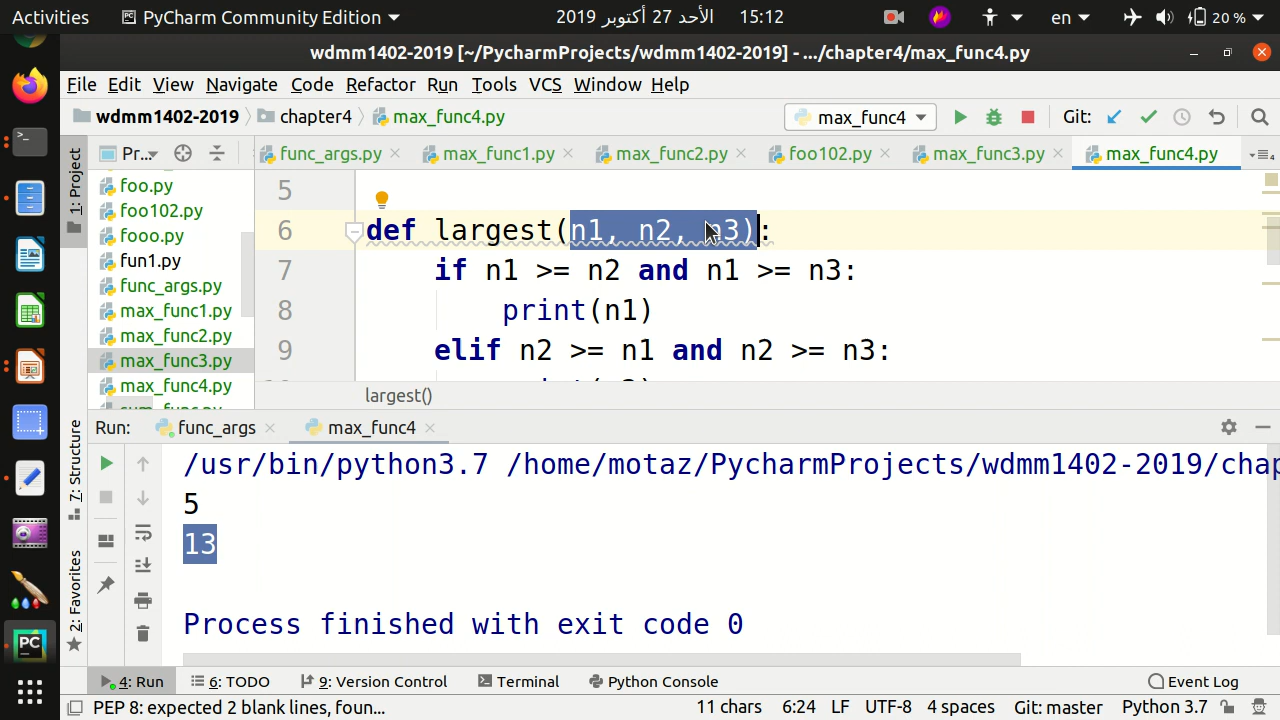 Activities PyCharm Community Edition الأحد 27 أكتوبر 2019 15:12 en 20 %
wdmm1402-2019 [~/PycharmProjects/wdmm1402-2019] - .../chapter4/max_func4.py
File Edit View Navigate Code Refactor Run Tools VCS Window Help
wdmm1402-2019 chapter4 max_func4.py max_func4 Git:
1: Project
Pr... func_args.py max_func1.py max_func2.py foo102.py max_func3.py max_func4.py 4
foo.py
foo102.py
fooo.py
fun1.py
func_args.py
max_func1.py
max_func2.py
max_func3.py
max_func4.py
5
6 def largest(n1, n2, n3):
7 if n1 >= n2 and n1 >= n3:
8 print(n1)
9 elif n2 >= n1 and n2 >= n3:
largest()
7: Structure
2: Favorites
Run: func_args max_func4
/usr/bin/python3.7 /home/motaz/PycharmProjects/wdmm1402-2019/chap
5
13
Process finished with exit code 0
4: Run 6: TODO 9: Version Control Terminal Python Console Event Log
PEP 8: expected 2 blank lines, foun... 11 chars 6:24 LF UTF-8 4 spaces Git: master Python 3.7